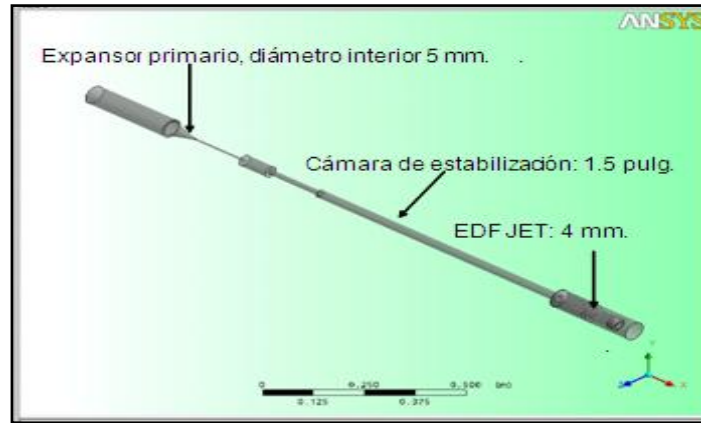 ANSYS
Expansor primario, diámetro interior 5 mm. .
Cámara de estabilización: 1.5 pulg.
EDF JET: 4 mm.
0 0.250 0.500 (m)
0.125 0.375
Y
Z X